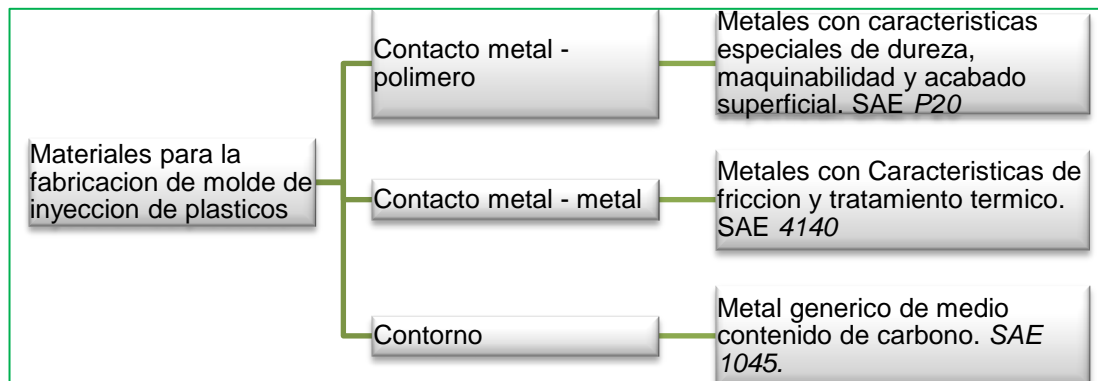 Materiales para la
fabricacion de molde de
inyeccion de plasticos
Contacto metal -
polimero
Metales con caracteristicas
especiales de dureza,
maquinabilidad y acabado
superficial. SAE P20
Contacto metal - metal
Metales con Caracteristicas de
friccion y tratamiento termico.
SAE 4140
Contorno
Metal generico de medio
contenido de carbono. SAE
1045.